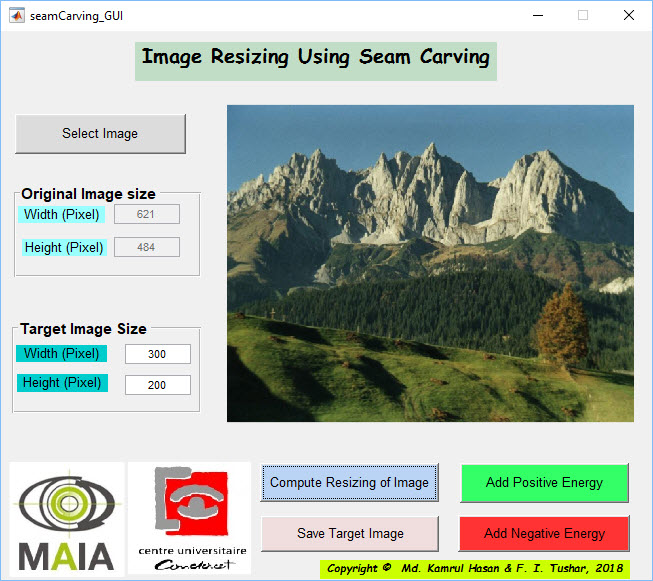 seamCarving_GUI
Image Resizing Using Seam Carving
Select Image
Original Image size
Width (Pixel) 621
Height (Pixel) 484
Target Image Size
Width (Pixel) 300
Height (Pixel) 200
MAIA
centre universitaire
Condorcet
Compute Resizing of Image
Add Positive Energy
Save Target Image
Add Negative Energy
Copyright © Md. Kamrul Hasan & F. I. Tushar, 2018